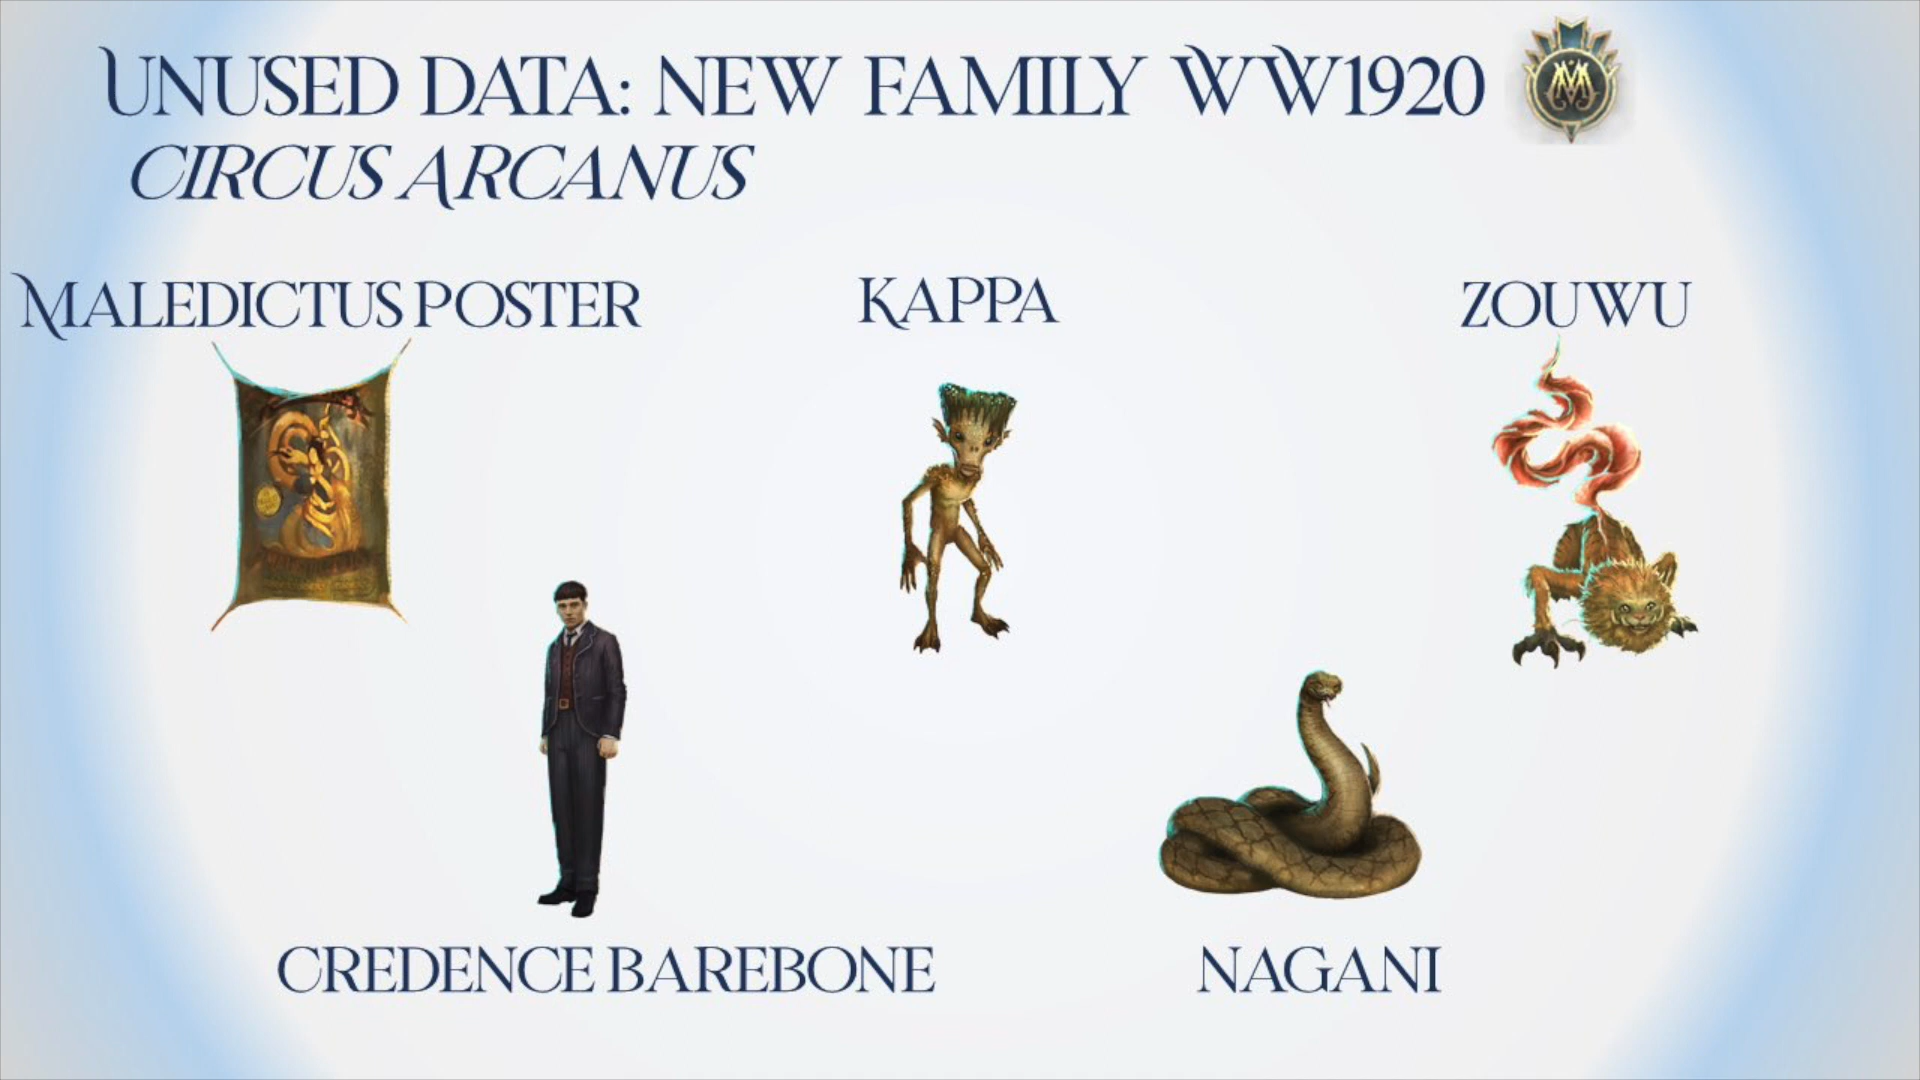 UNUSED DATA: NEW FAMILY WW1920
CIRCUS ARCANUS
MALEDICTUS POSTER
KAPPA
ZOUWU
CREDENCE BAREBONE
NAGANI